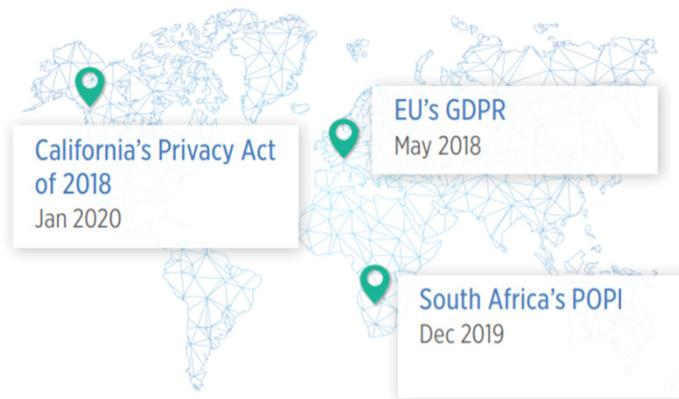 EU's GDPR
May 2018
California's Privacy Act
of 2018
Jan 2020
South Africa's POPI
Dec 2019